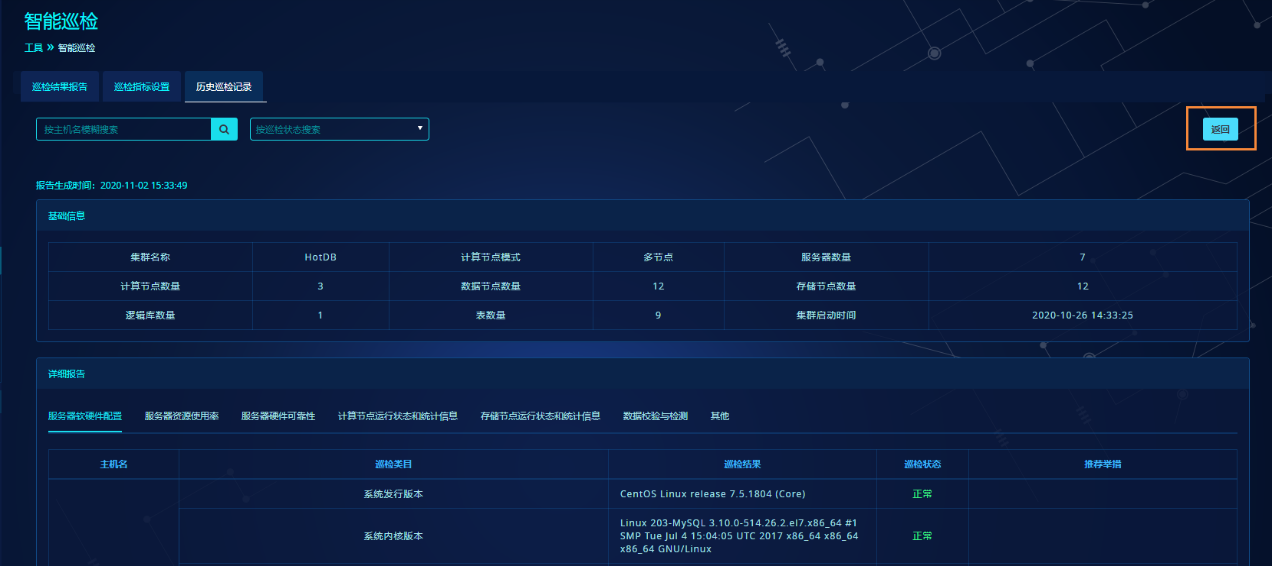 智能巡检
工具 » 智能巡检
巡检结果报告 巡检指标设置 历史巡检记录
按主机名模糊搜索 按巡检状态搜索 返回
报告生成时间：2020-11-02 15:33:49
基础信息
集群名称 HotDB 计算节点模式 多节点 服务器数量 7
计算节点数量 3 数据节点数量 12 存储节点数量 12
逻辑库数量 1 表数量 9 集群启动时间 2020-10-26 14:33:25
详细报告
服务器软硬件配置 服务器资源使用率 服务器硬件可靠性 计算节点运行状态和统计信息 存储节点运行状态和统计信息 数据校验与检测 其他
主机名 巡检类目 巡检结果 巡检状态 推荐举措
系统发行版本 CentOS Linux release 7.5.1804 (Core) 正常
Linux 203-MySQL 3.10.0-514.26.2.el7.x86_64 #1
系统内核版本 SMP Tue Jul 4 15:04:05 UTC 2017 x86_64 x86_64 正常
x86_64 GNU/Linux